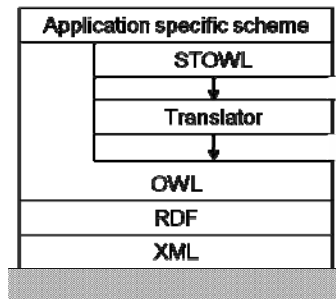 Application specific scheme
STOWL
Translator
OWL
RDF
XML